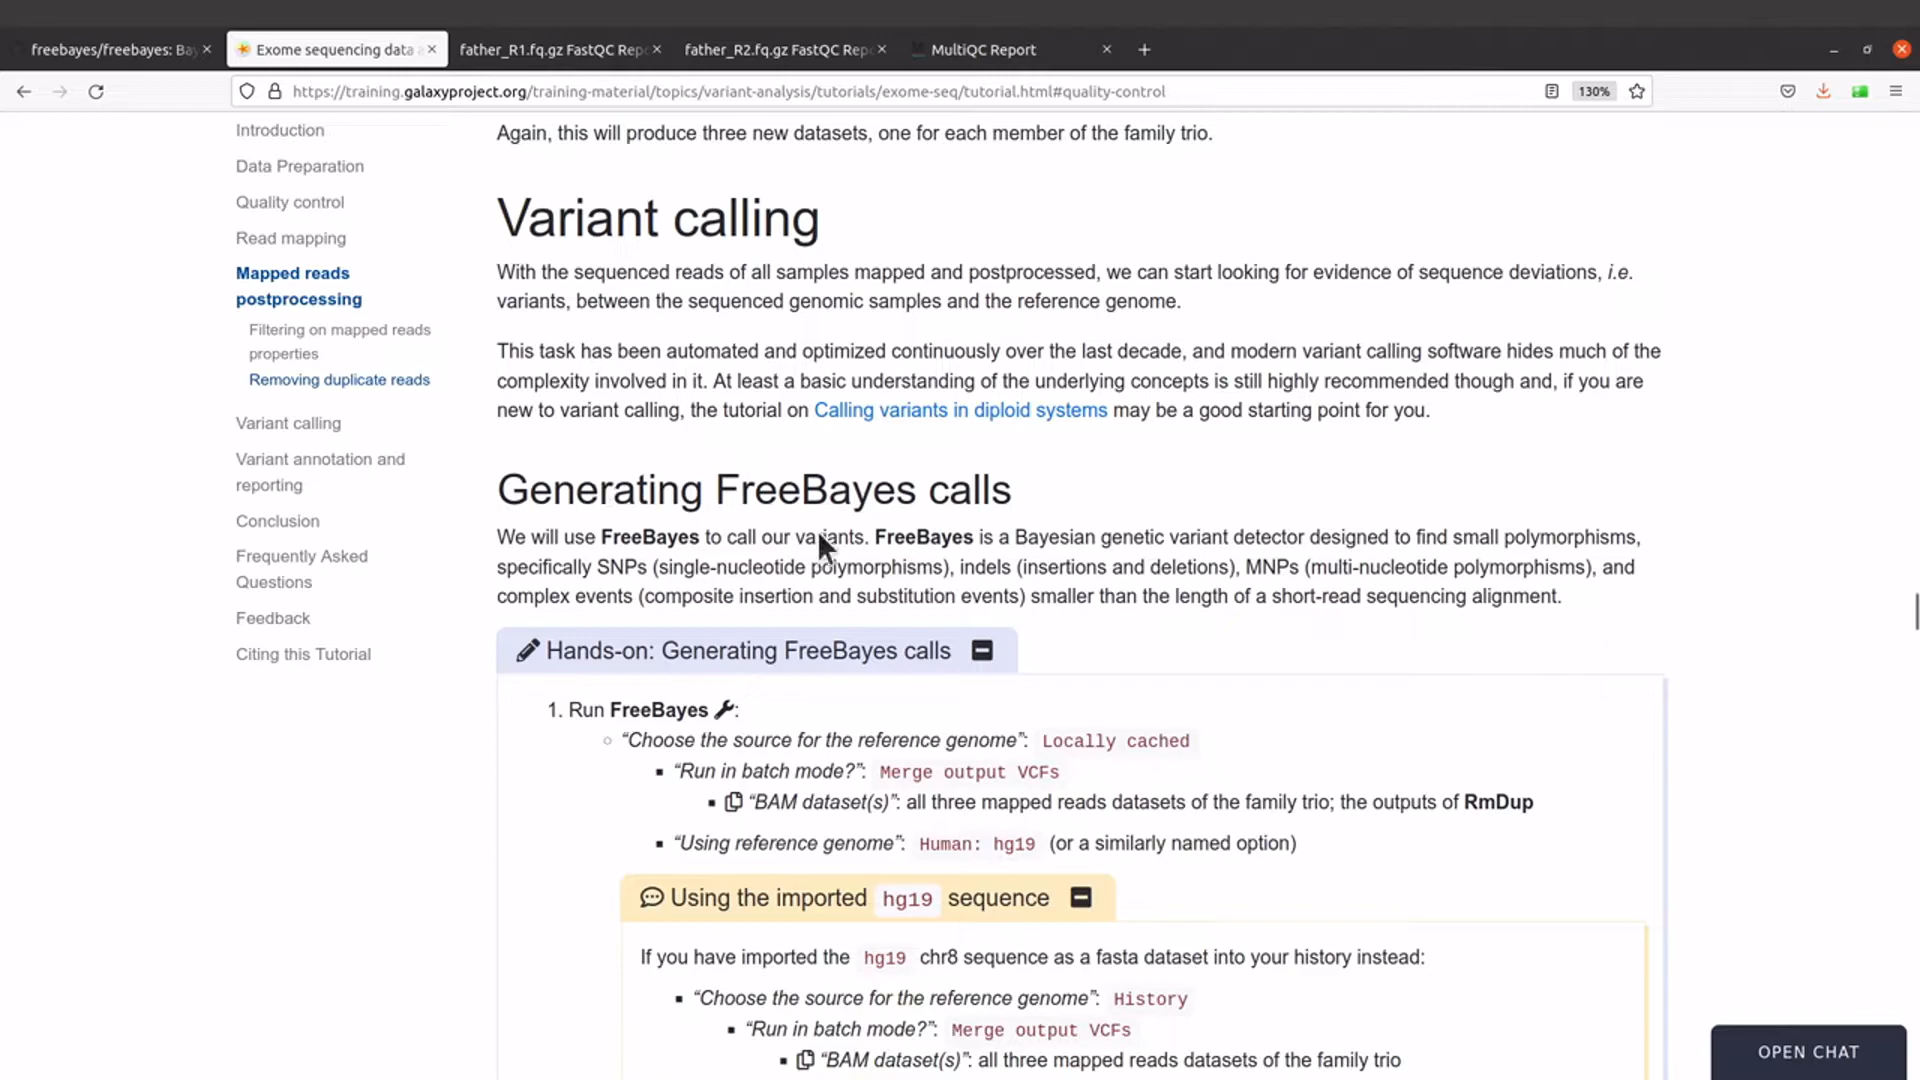 freebayes/freebayes: Bay
Exome sequencing data a
father_R1.fq.gz FastQC Repo
father_R2.fq.gz FastQC Repo
MultiQC Report
https://training.galaxyproject.org/training-material/topics/variant-analysis/tutorials/exome-seq/tutorial.html#quality-control
130%
Introduction
Data Preparation
Quality control
Read mapping
Mapped reads
postprocessing
Filtering on mapped reads
properties
Removing duplicate reads
Variant calling
Variant annotation and
reporting
Conclusion
Frequently Asked
Questions
Feedback
Citing this Tutorial
Again, this will produce three new datasets, one for each member of the family trio.
Variant calling
With the sequenced reads of all samples mapped and postprocessed, we can start looking for evidence of sequence deviations, i.e.
variants, between the sequenced genomic samples and the reference genome.
This task has been automated and optimized continuously over the last decade, and modern variant calling software hides much of the
complexity involved in it. At least a basic understanding of the underlying concepts is still highly recommended though and, if you are
new to variant calling, the tutorial on Calling variants in diploid systems may be a good starting point for you.
Generating FreeBayes calls
We will use FreeBayes to call our variants. FreeBayes is a Bayesian genetic variant detector designed to find small polymorphisms,
specifically SNPs (single-nucleotide polymorphisms), indels (insertions and deletions), MNPs (multi-nucleotide polymorphisms), and
complex events (composite insertion and substitution events) smaller than the length of a short-read sequencing alignment.
Hands-on: Generating FreeBayes calls
1. Run FreeBayes :
“Choose the source for the reference genome”: Locally cached
“Run in batch mode?”: Merge output VCFs
“BAM dataset(s)”: all three mapped reads datasets of the family trio; the outputs of RmDup
“Using reference genome”: Human: hg19 (or a similarly named option)
Using the imported hg19 sequence
If you have imported the hg19 chr8 sequence as a fasta dataset into your history instead:
“Choose the source for the reference genome”: History
“Run in batch mode?”: Merge output VCFs
“BAM dataset(s)”: all three mapped reads datasets of the family trio
OPEN CHAT